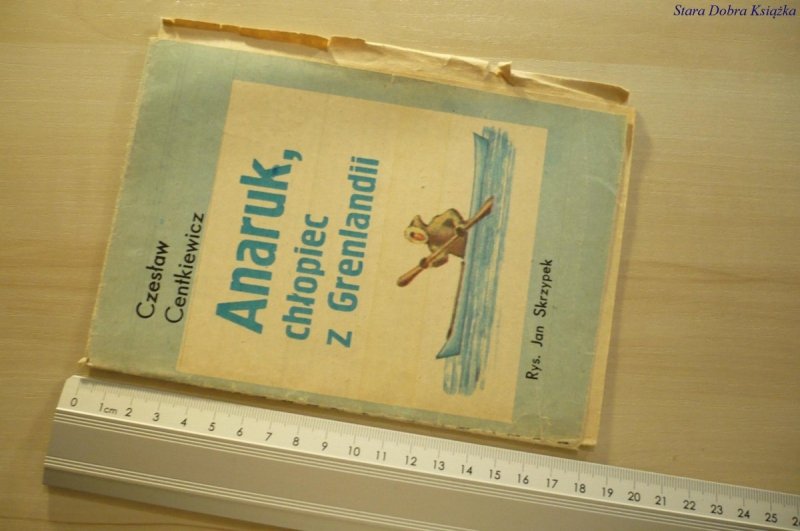 Stara Dobra Książka
Czesław
Centkiewicz
Anaruk,
chłopiec
z Grenlandii
Rys. Jan Skrzypek
0 1cm 2 3 4 5 6 7 8 9 10 11 12 13 14 15 16 17 18 19 20 21 22 23 24 25